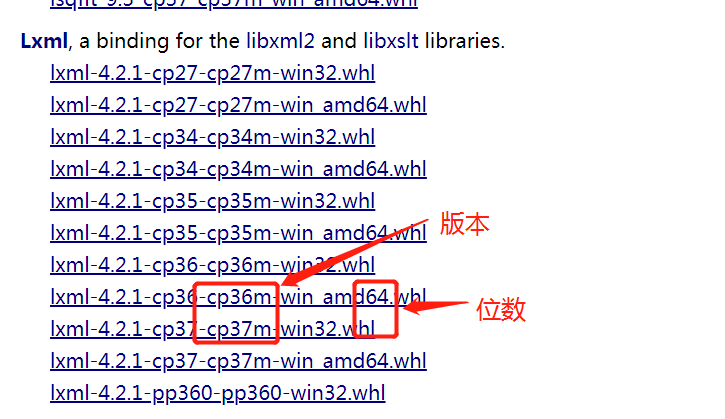 lsqfit-9.3-cp37-cp37m-win_amd64.whl
Lxml, a binding for the libxml2 and libxslt libraries.
lxml-4.2.1-cp27-cp27m-win32.whl
lxml-4.2.1-cp27-cp27m-win_amd64.whl
lxml-4.2.1-cp34-cp34m-win32.whl
lxml-4.2.1-cp34-cp34m-win_amd64.whl
lxml-4.2.1-cp35-cp35m-win32.whl
版本
lxml-4.2.1-cp35-cp35m-win_amd64.whl
lxml-4.2.1-cp36-cp36m-win32.whl
lxml-4.2.1-cp36-cp36m-win_amd64.whl
位数
lxml-4.2.1-cp37-cp37m-win32.whl
lxml-4.2.1-cp37-cp37m-win_amd64.whl
lxml-4.2.1-pp360-pp360-win32.whl